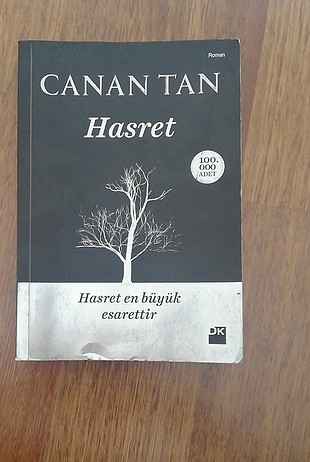 Roman
CANAN TAN
Hasret
100.
000
ADET
Hasret en büyük
esarettir
DK